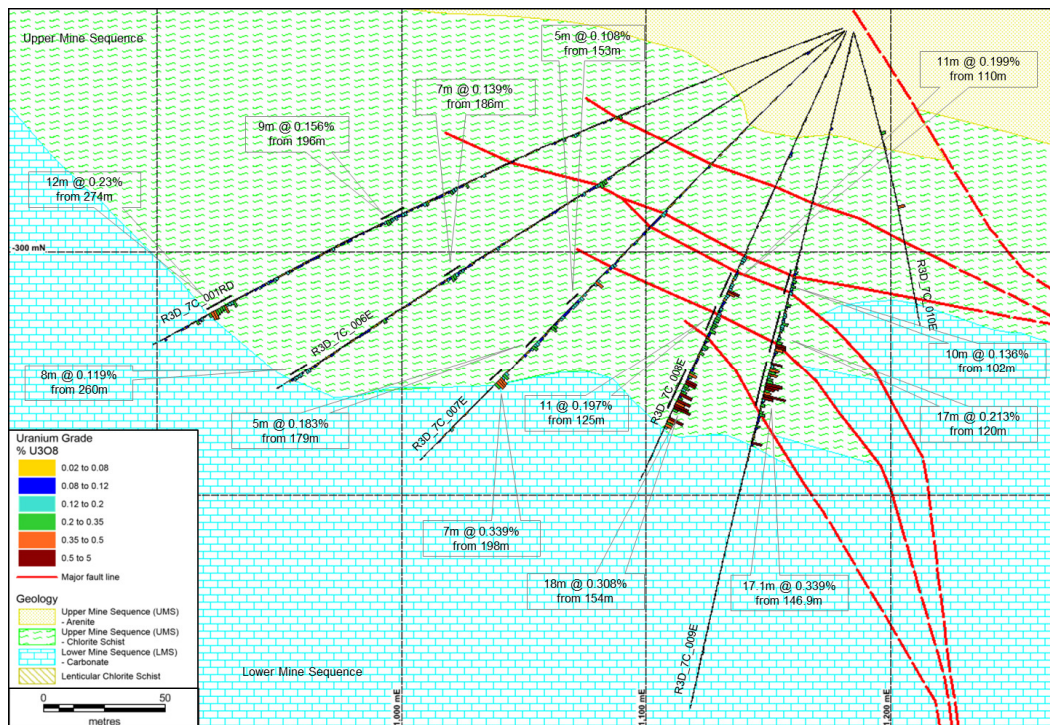 Upper Mine Sequence
5m @ 0.108%
from 153m
11m @ 0.199%
from 110m
7m @ 0.139%
from 186m
9m @ 0.156%
from 196m
12m @ 0.23%
from 274m
-300 mN
R3D_7C_001RD
R3D_7C_006E
R3D_7C_007E
R3D_7C_008E
R3D_7C_010E
10m @ 0.136%
from 102m
8m @ 0.119%
from 260m
5m @ 0.183%
from 179m
11 @ 0.197%
from 125m
17m @ 0.213%
from 120m
7m @ 0.339%
from 198m
18m @ 0.308%
from 154m
17.1m @ 0.339%
from 146.9m
R3D_7C_009E
Lower Mine Sequence
Uranium Grade
% U3O8
0.02 to 0.08
0.08 to 0.12
0.12 to 0.2
0.2 to 0.35
0.35 to 0.5
0.5 to 5
Major fault line
Geology
Upper Mine Sequence (UMS)
- Arenite
Upper Mine Sequence (UMS)
- Chlorite Schist
Lower Mine Sequence (LMS)
- Carbonate
Lenticular Chlorite Schist
0 50
metres
1,000 mE
1,100 mE
1,200 mE